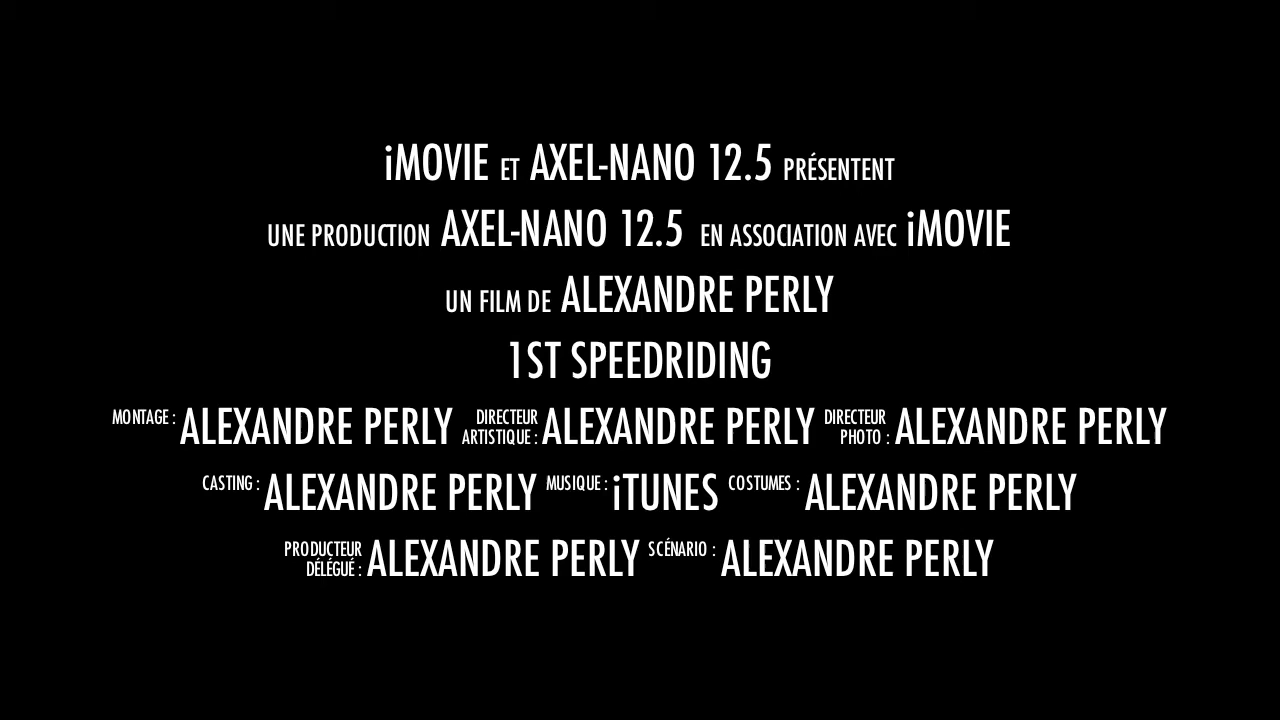 iMOVIE ET AXEL-NANO 12.5 PRÉSENTENT
UNE PRODUCTION AXEL-NANO 12.5 EN ASSOCIATION AVEC iMOVIE
UN FILM DE ALEXANDRE PERLY
1ST SPEEDRIDING
MONTAGE : ALEXANDRE PERLY DIRECTEUR ARTISTIQUE : ALEXANDRE PERLY DIRECTEUR PHOTO : ALEXANDRE PERLY
CASTING : ALEXANDRE PERLY MUSIQUE : iTUNES COSTUMES : ALEXANDRE PERLY
PRODUCTEUR DÉLÉGUÉ : ALEXANDRE PERLY SCÉNARIO : ALEXANDRE PERLY